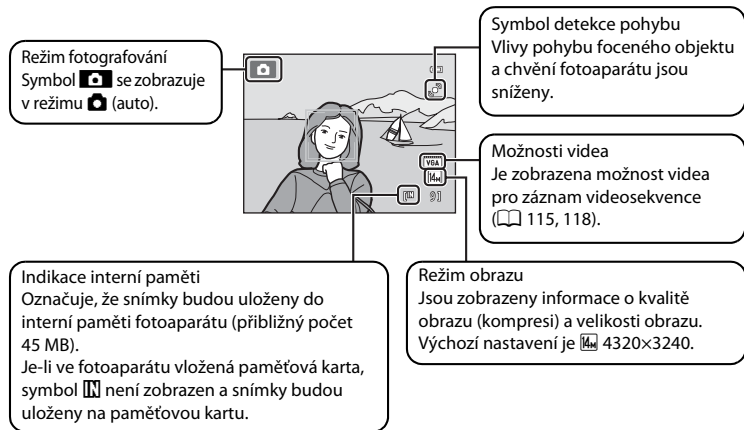 Režim fotografování
Symbol se zobrazuje
v režimu (auto).
Symbol detekce pohybu
Vlivy pohybu foceného objektu
a chvění fotoaparátu jsou
sníženy.
VGA
14M
IN
9
Možnosti videa
Je zobrazena možnost videa
pro záznam videosekvence
( 115, 118).
Indikace interní paměti
Označuje, že snímky budou uloženy do
interní paměti fotoaparátu (přibližný počet
45 MB).
Je-li ve fotoaparátu vložená paměťová karta,
symbol IN není zobrazen a snímky budou
uloženy na paměťovou kartu.
Režim obrazu
Jsou zobrazeny informace o kvalitě
obrazu (kompresi) a velikosti obrazu.
Výchozí nastavení je 14M 4320×3240.